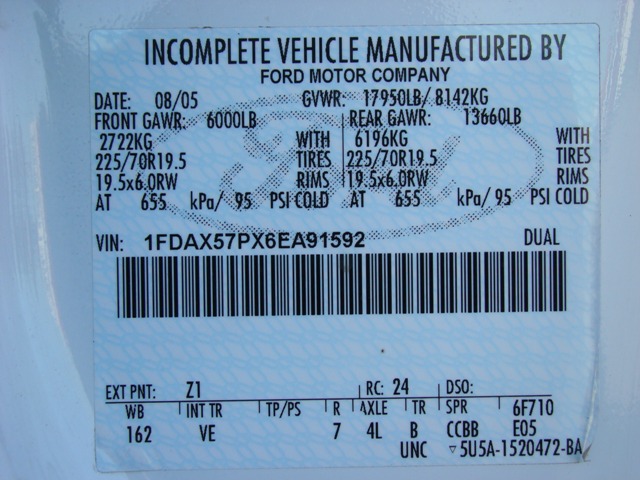 INCOMPLETE VEHICLE MANUFACTURED BY
FORD MOTOR COMPANY
DATE: 08/05 GVWR: 17950LB/ 8142KG
FRONT GAWR: 6000LB REAR GAWR: 13660LB
2722KG WITH 6196KG WITH
225/70R19.5 TIRES 225/70R19.5 TIRES
19.5x6.0RW RIMS 19.5x6.0RW RIMS
AT 655 kPa/ 95 PSI COLD AT 655 kPa/ 95 PSI COLD
VIN: 1FDAX57PX6EA91592 DUAL
EXT PNT: Z1 RC: 24 DSO:
WB INT TR TP/PS R AXLE TR SPR 6F710
162 VE 7 4L B CCBB E05
UNC ▽5U5A-1520472-BA